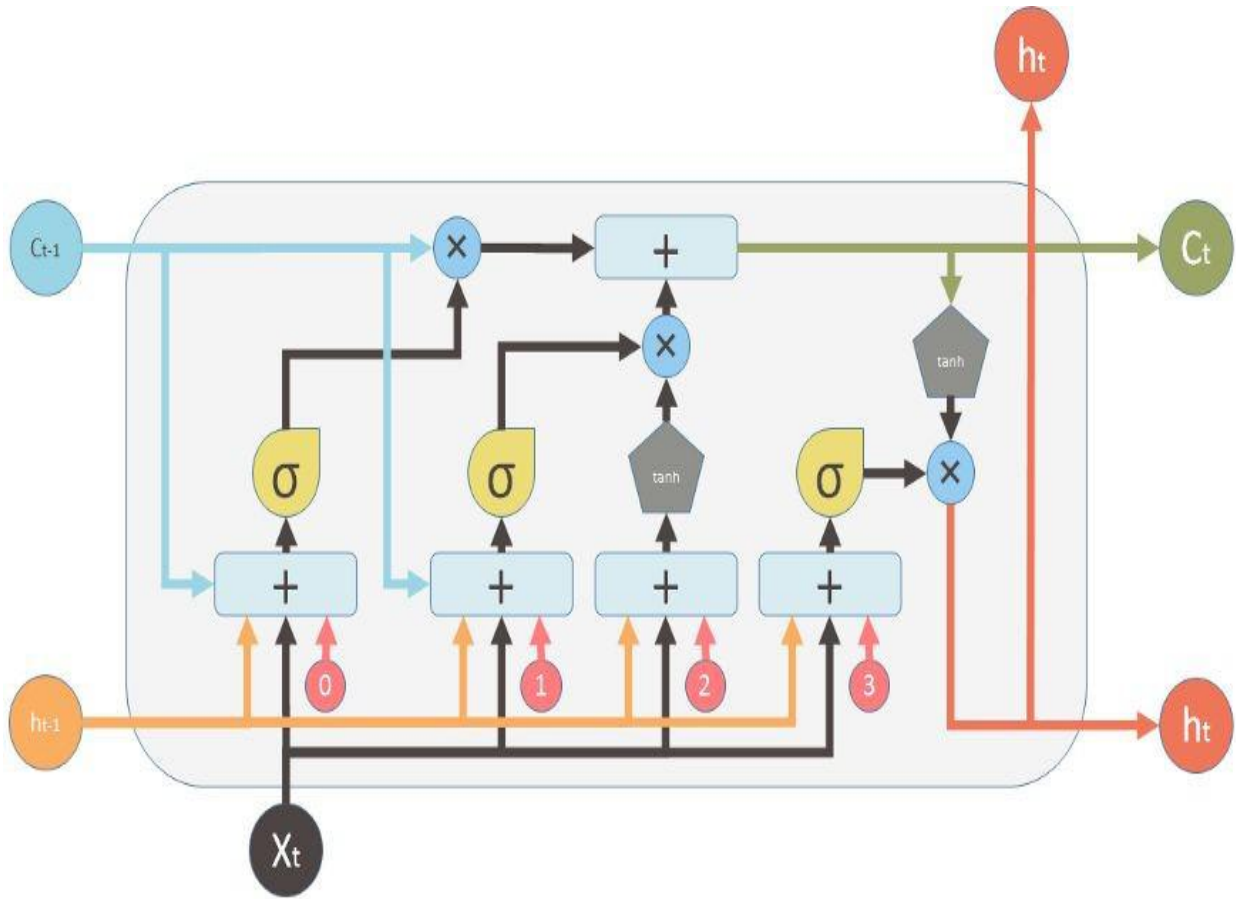 ht
Ct-1
×
+
Ct
×
tanh
σ
σ
tanh
σ
×
+
+
+
+
0
1
2
3
ht-1
ht
Xt